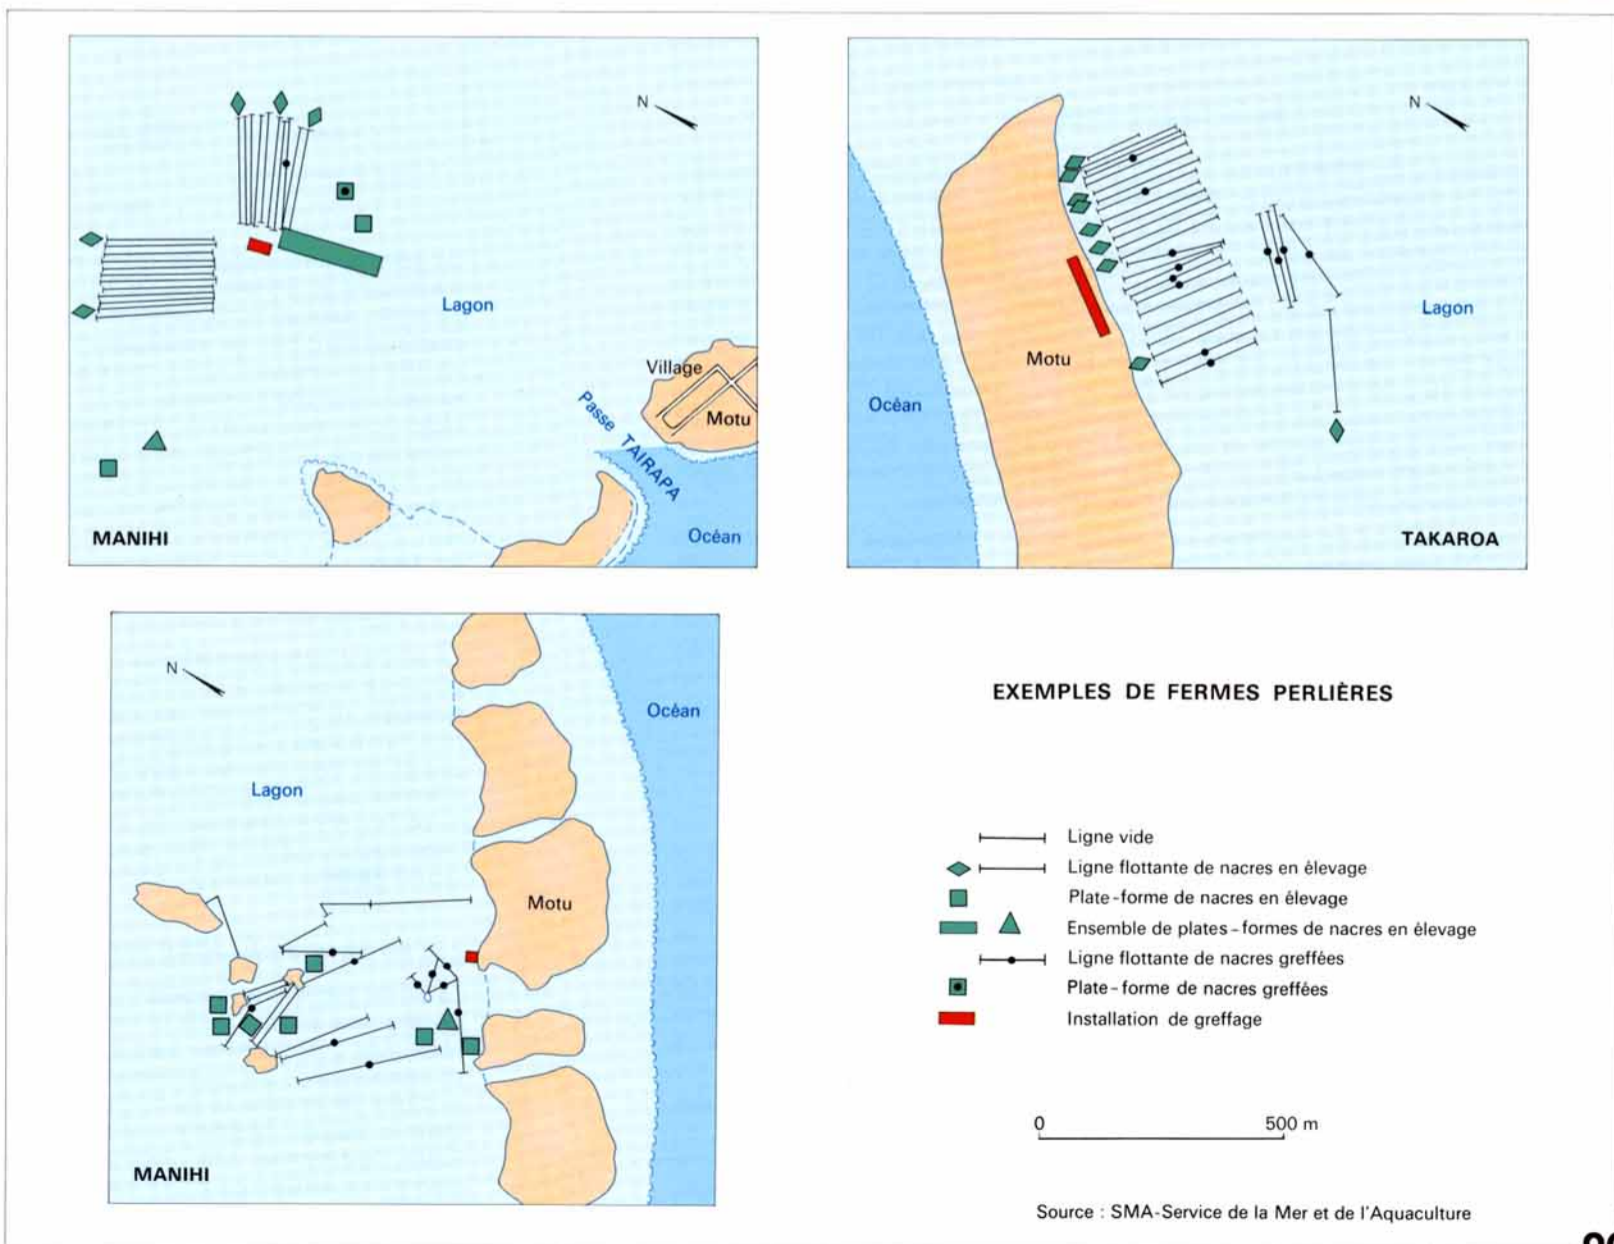 N
Lagon
Village
Motu
Passe TAIRAPA
Océan
MANIHI
N
Lagon
Motu
Océan
TAKAROA
N
Océan
Lagon
Motu
MANIHI
EXEMPLES DE FERMES PERLIÈRES
Ligne vide
Ligne flottante de nacres en élevage
Plate-forme de nacres en élevage
Ensemble de plates-formes de nacres en élevage
Ligne flottante de nacres greffées
Plate-forme de nacres greffées
Installation de greffage
0 500 m
Source : SMA-Service de la Mer et de l'Aquaculture